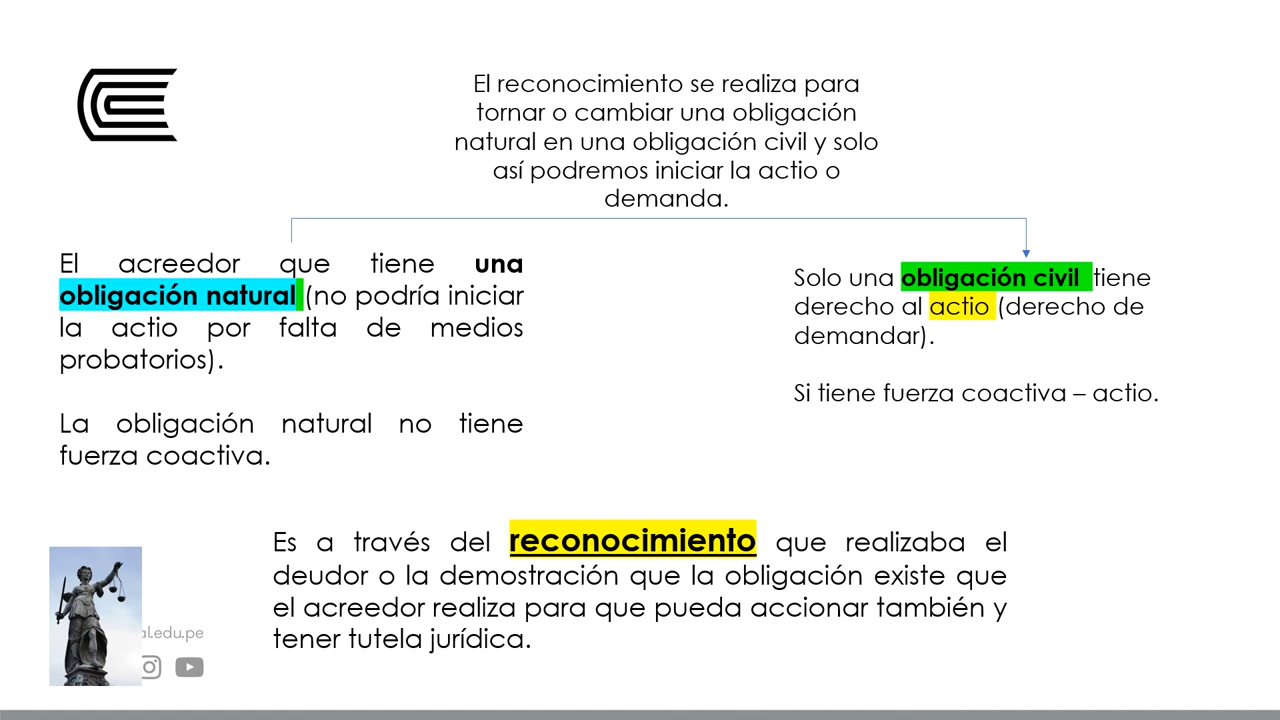 El reconocimiento se realiza para
tornar o cambiar una obligación
natural en una obligación civil y solo
así podremos iniciar la actio o
demanda.
El acreedor que tiene una
obligación natural (no podría iniciar
la actio por falta de medios
probatorios).
La obligación natural no tiene
fuerza coactiva.
Solo una obligación civil tiene
derecho al actio (derecho de
demandar).
Si tiene fuerza coactiva – actio.
Es a través del reconocimiento que realizaba el
deudor o la demostración que la obligación existe que
el acreedor realiza para que pueda accionar también y
tener tutela jurídica.
al.edu.pe